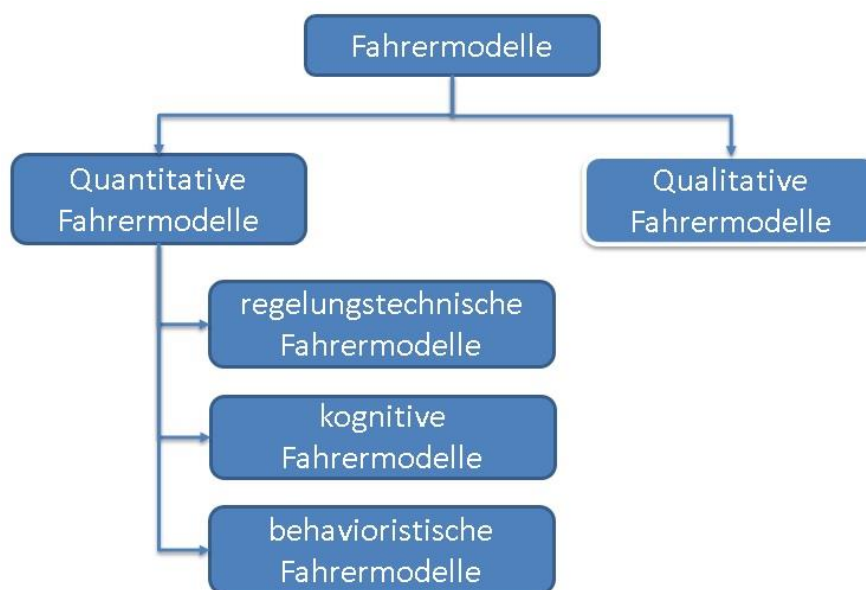 Fahrermodelle
Quantitative
Fahrermodelle
Qualitative
Fahrermodelle
regelungstechnische
Fahrermodelle
kognitive
Fahrermodelle
behavioristische
Fahrermodelle